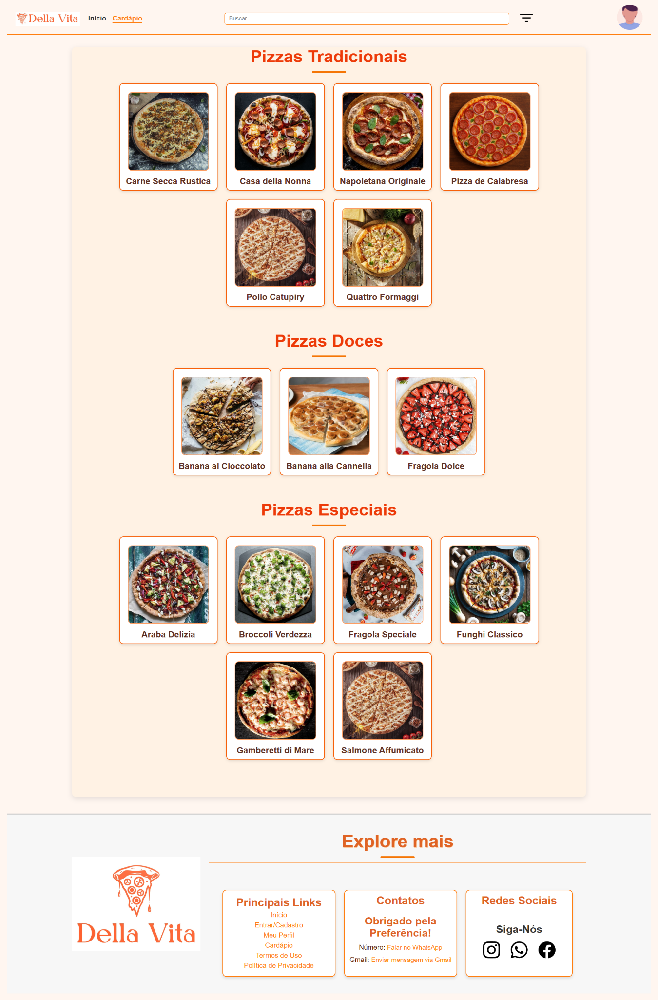 Della Vita
Início
Cardápio
Buscar...
Pizzas Tradicionais
Carne Secca Rustica
Casa della Nonna
Napoletana Originale
Pizza de Calabresa
Pollo Catupiry
Quattro Formaggi
Pizzas Doces
Banana al Cioccolato
Banana alla Cannella
Fragola Dolce
Pizzas Especiais
Araba Delizia
Broccoli Verdezza
Fragola Speciale
Funghi Classico
Gamberetti di Mare
Salmone Affumicato
Explore mais
Della Vita
Principais Links
Início
Entrar/Cadastro
Meu Perfil
Cardápio
Termos de Uso
Política de Privacidade
Contatos
Obrigado pela
Preferência!
Número: Falar no WhatsApp
Gmail: Enviar mensagem via Gmail
Redes Sociais
Siga-Nós